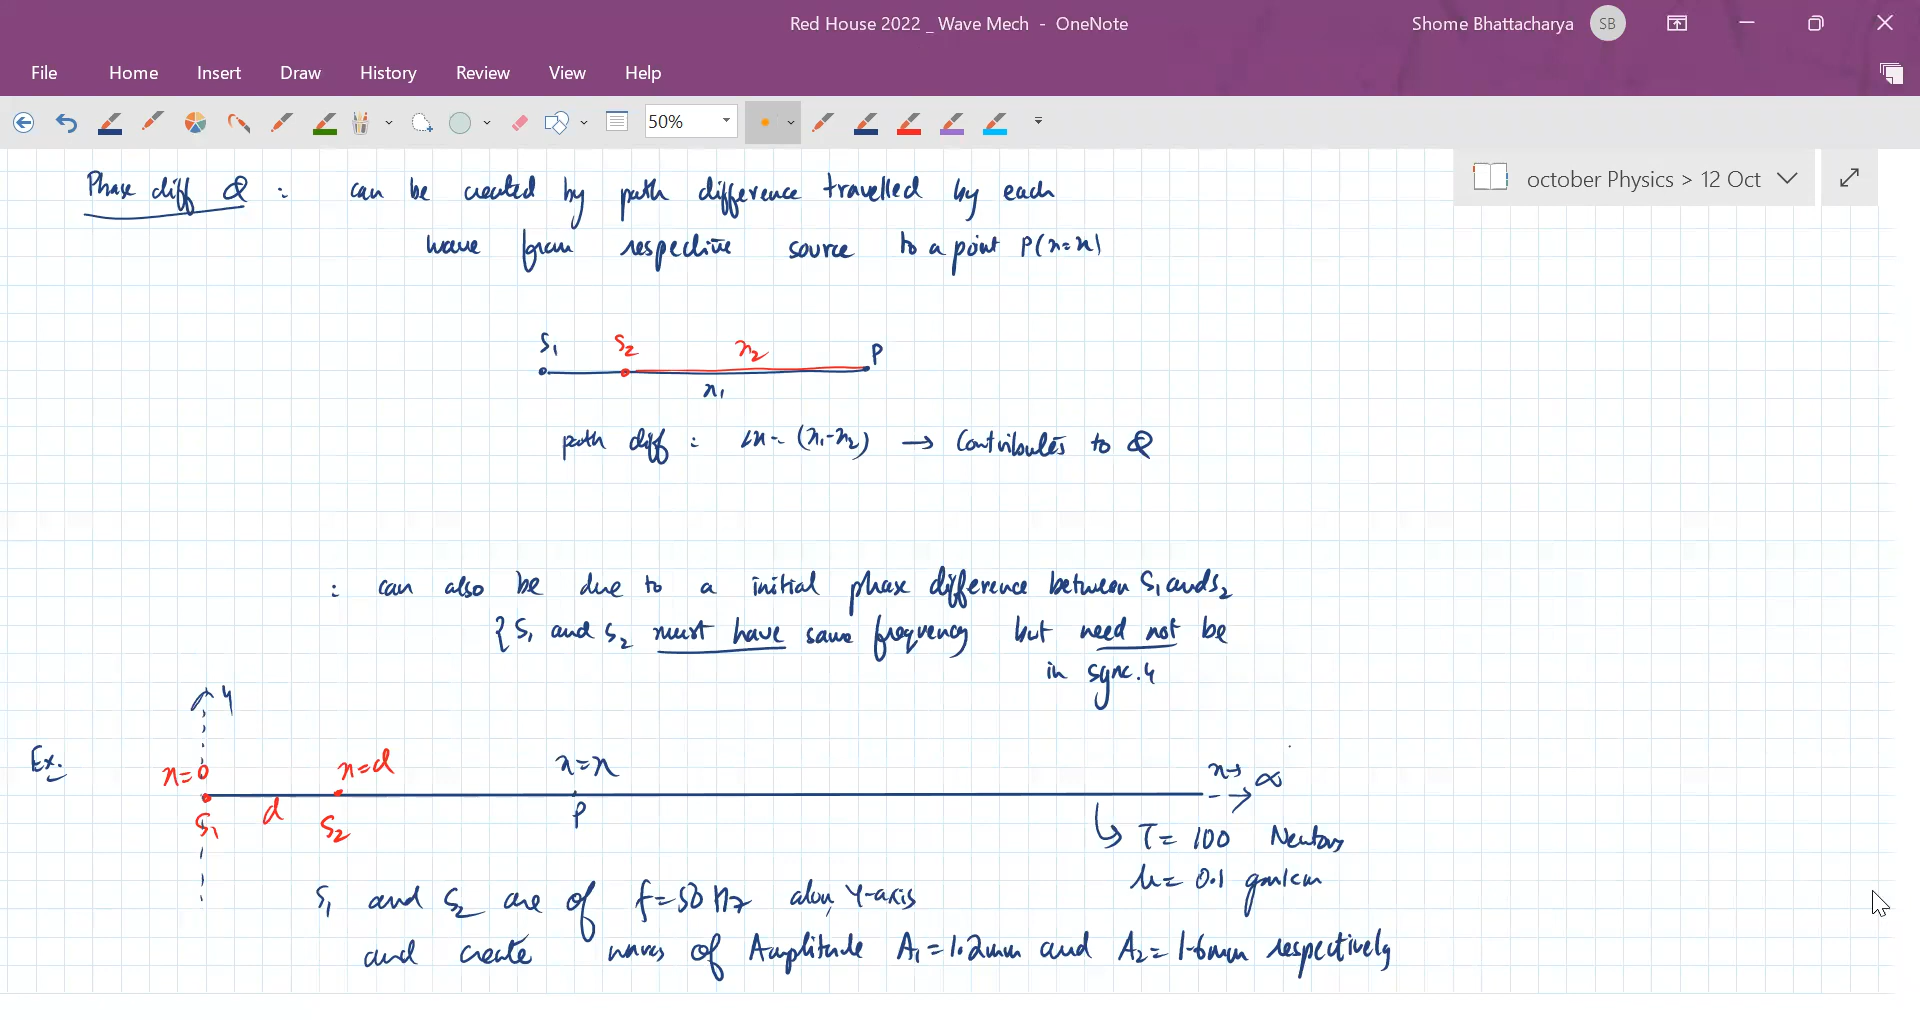 Red House 2022 _ Wave Mech - OneNote
Shome Bhattacharya SB
File Home Insert Draw History Review View Help
50%
october Physics > 12 Oct
Phase diff Φ : can be created by path difference travelled by each
wave from respective source to a point P(x=x)
S₁ S₂ x₂ P
x₁
path diff : Δx = (x₁-x₂) → Contributes to Φ
: can also be due to a initial phase difference between S₁ and S₂
{S₁ and S₂ must have same frequency but need not be
in sync.}
Y
Ex.
x=0 x=d x=x x→∞
S₁ d S₂ P
T= 100 Newtons
μ= 0.1 gm/cm
S₁ and S₂ are of f=50 Hz along Y-axis
and create waves of Amplitude A₁=1.2mm and A₂=1.6mm respectively